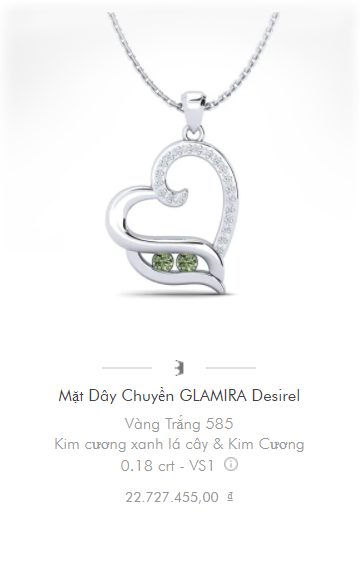 Mặt Dây Chuyền GLAMIRA Desirel
Vàng Trắng 585
Kim cương xanh lá cây & Kim Cương
0.18 crt - VS1
22.727.455,00 ₫